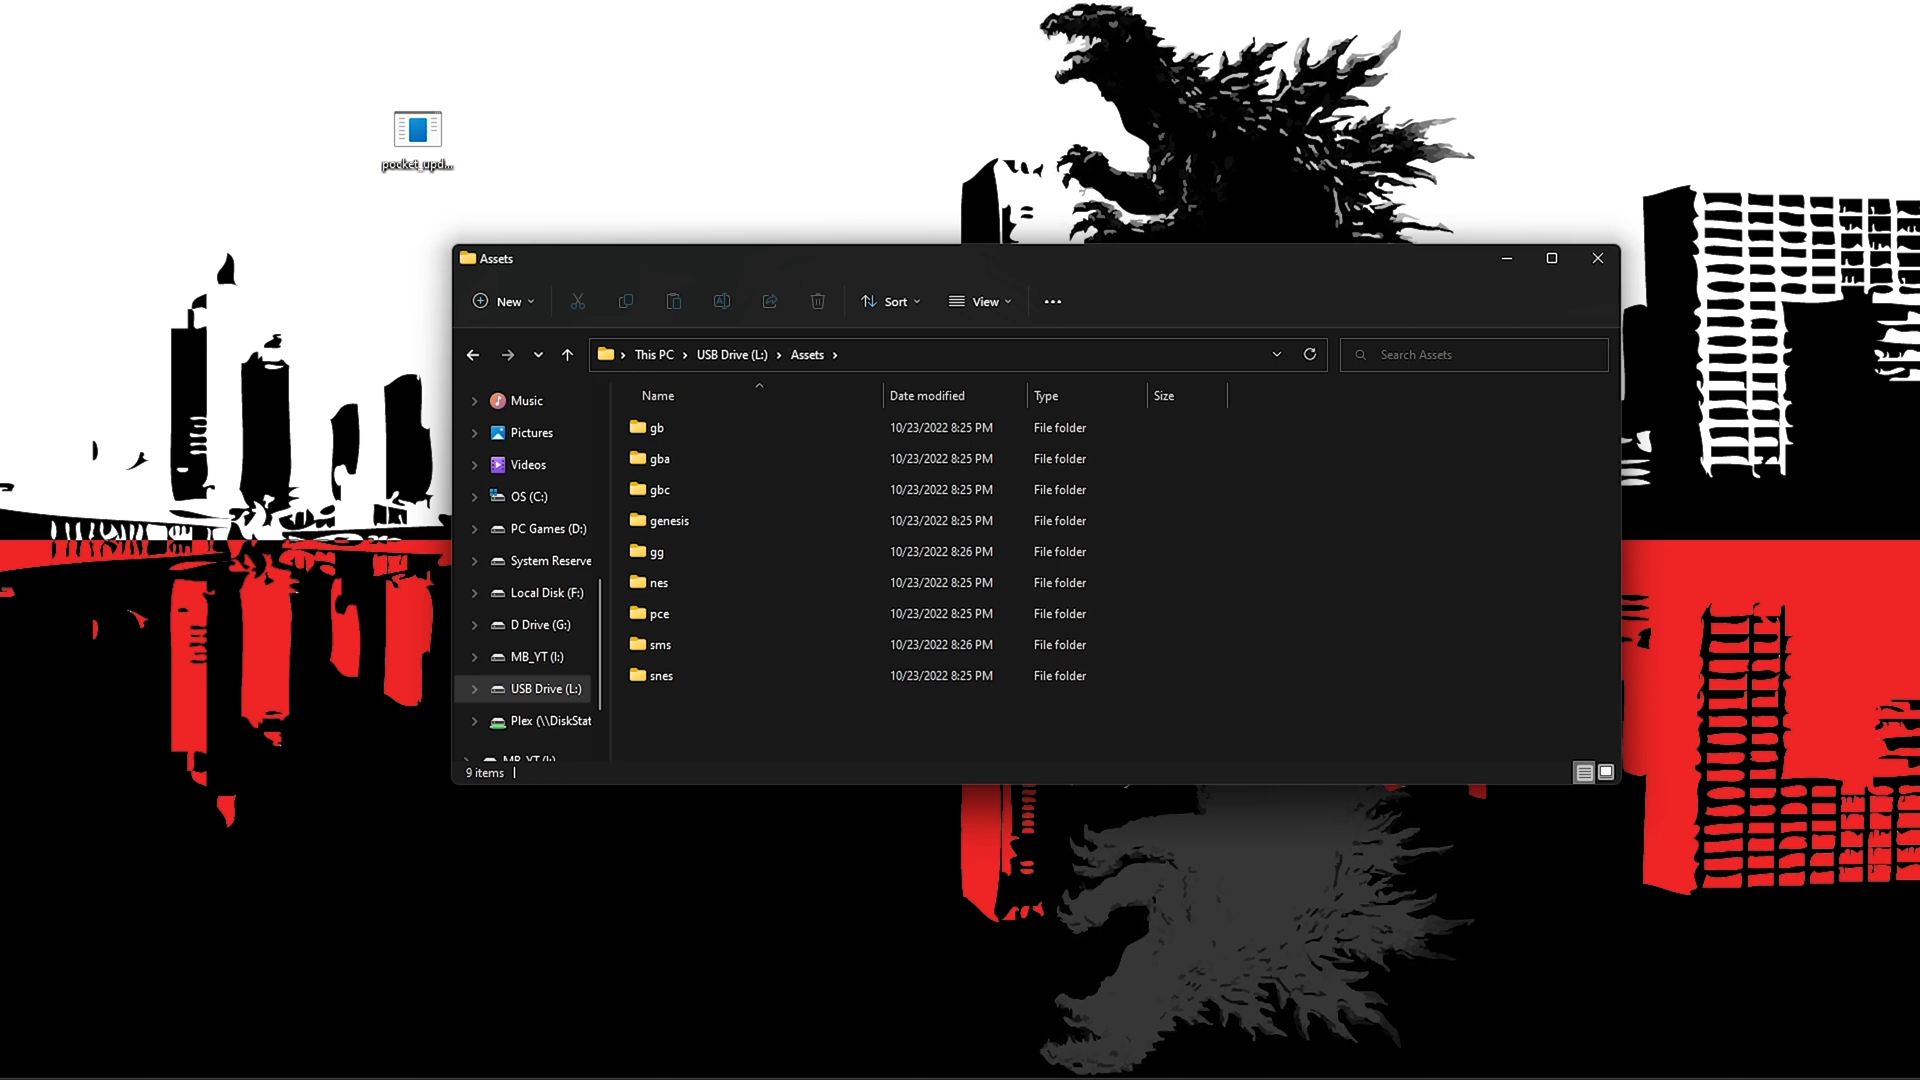 pocket_upd...
Assets
New
Sort
View
This PC
USB Drive (L:)
Assets
Search Assets
Name
Date modified
Type
Size
Music
Pictures
Videos
OS (C:)
PC Games (D:)
System Reserve
Local Disk (F:)
D Drive (G:)
MB_YT (I:)
USB Drive (L:)
Plex (\\DiskStat
MB_YT (I:)
gb 10/23/2022 8:25 PM File folder
gba 10/23/2022 8:25 PM File folder
gbc 10/23/2022 8:25 PM File folder
genesis 10/23/2022 8:25 PM File folder
gg 10/23/2022 8:26 PM File folder
nes 10/23/2022 8:25 PM File folder
pce 10/23/2022 8:25 PM File folder
sms 10/23/2022 8:26 PM File folder
snes 10/23/2022 8:25 PM File folder
9 items